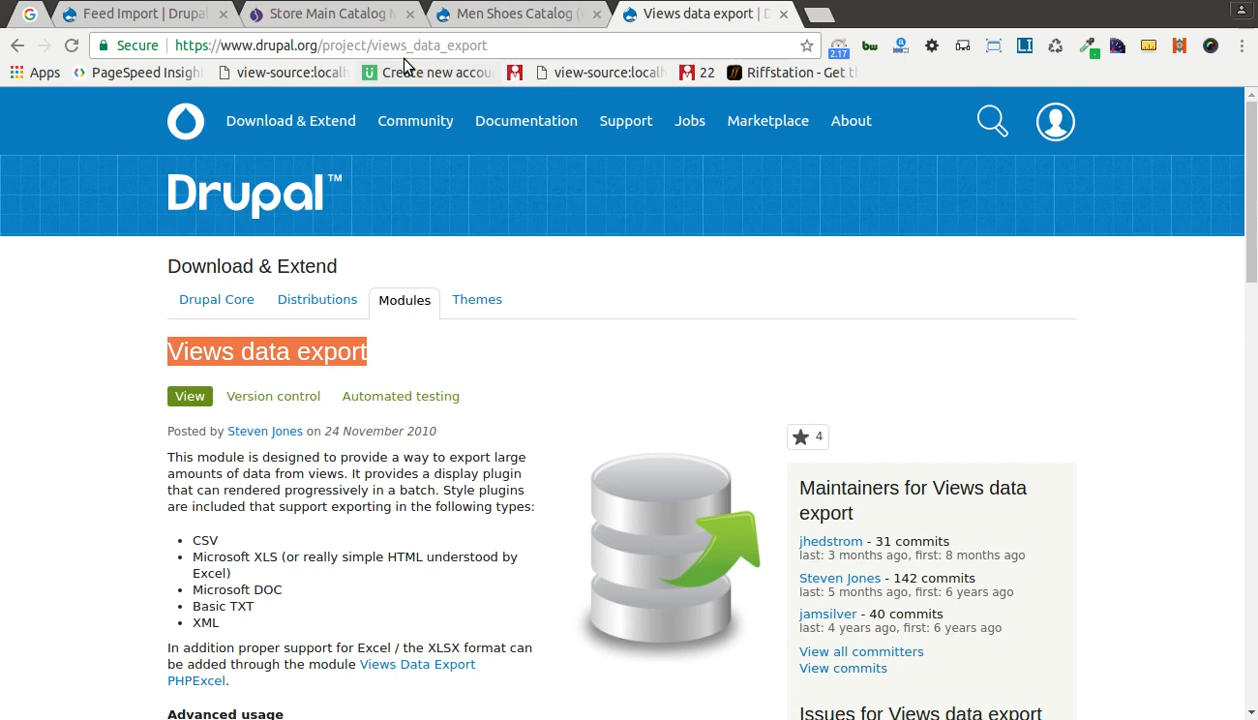 Feed Import | Drupal
Store Main Catalog
Men Shoes Catalog (
Views data export |
Secure
https://www.drupal.org/project/views_data_export
2.17
bw
LI
Apps
PageSpeed Insigh
view-source:local
Create new accou
view-source:local
22
Riffstation - Get t
Download & Extend
Community
Documentation
Support
Jobs
Marketplace
About
Drupal™
Download & Extend
Drupal Core
Distributions
Modules
Themes
Views data export
View
Version control
Automated testing
Posted by Steven Jones on 24 November 2010
4
This module is designed to provide a way to export large
amounts of data from views. It provides a display plugin
that can rendered progressively in a batch. Style plugins
are included that support exporting in the following types:
• CSV
• Microsoft XLS (or really simple HTML understood by
Excel)
• Microsoft DOC
• Basic TXT
• XML
In addition proper support for Excel / the XLSX format can
be added through the module Views Data Export
PHPExcel.
Advanced usage
Maintainers for Views data
export
jhedstrom - 31 commits
last: 3 months ago, first: 8 months ago
Steven Jones - 142 commits
last: 5 months ago, first: 6 years ago
jamsilver - 40 commits
last: 4 years ago, first: 6 years ago
View all committers
View commits
Issues for Views data export